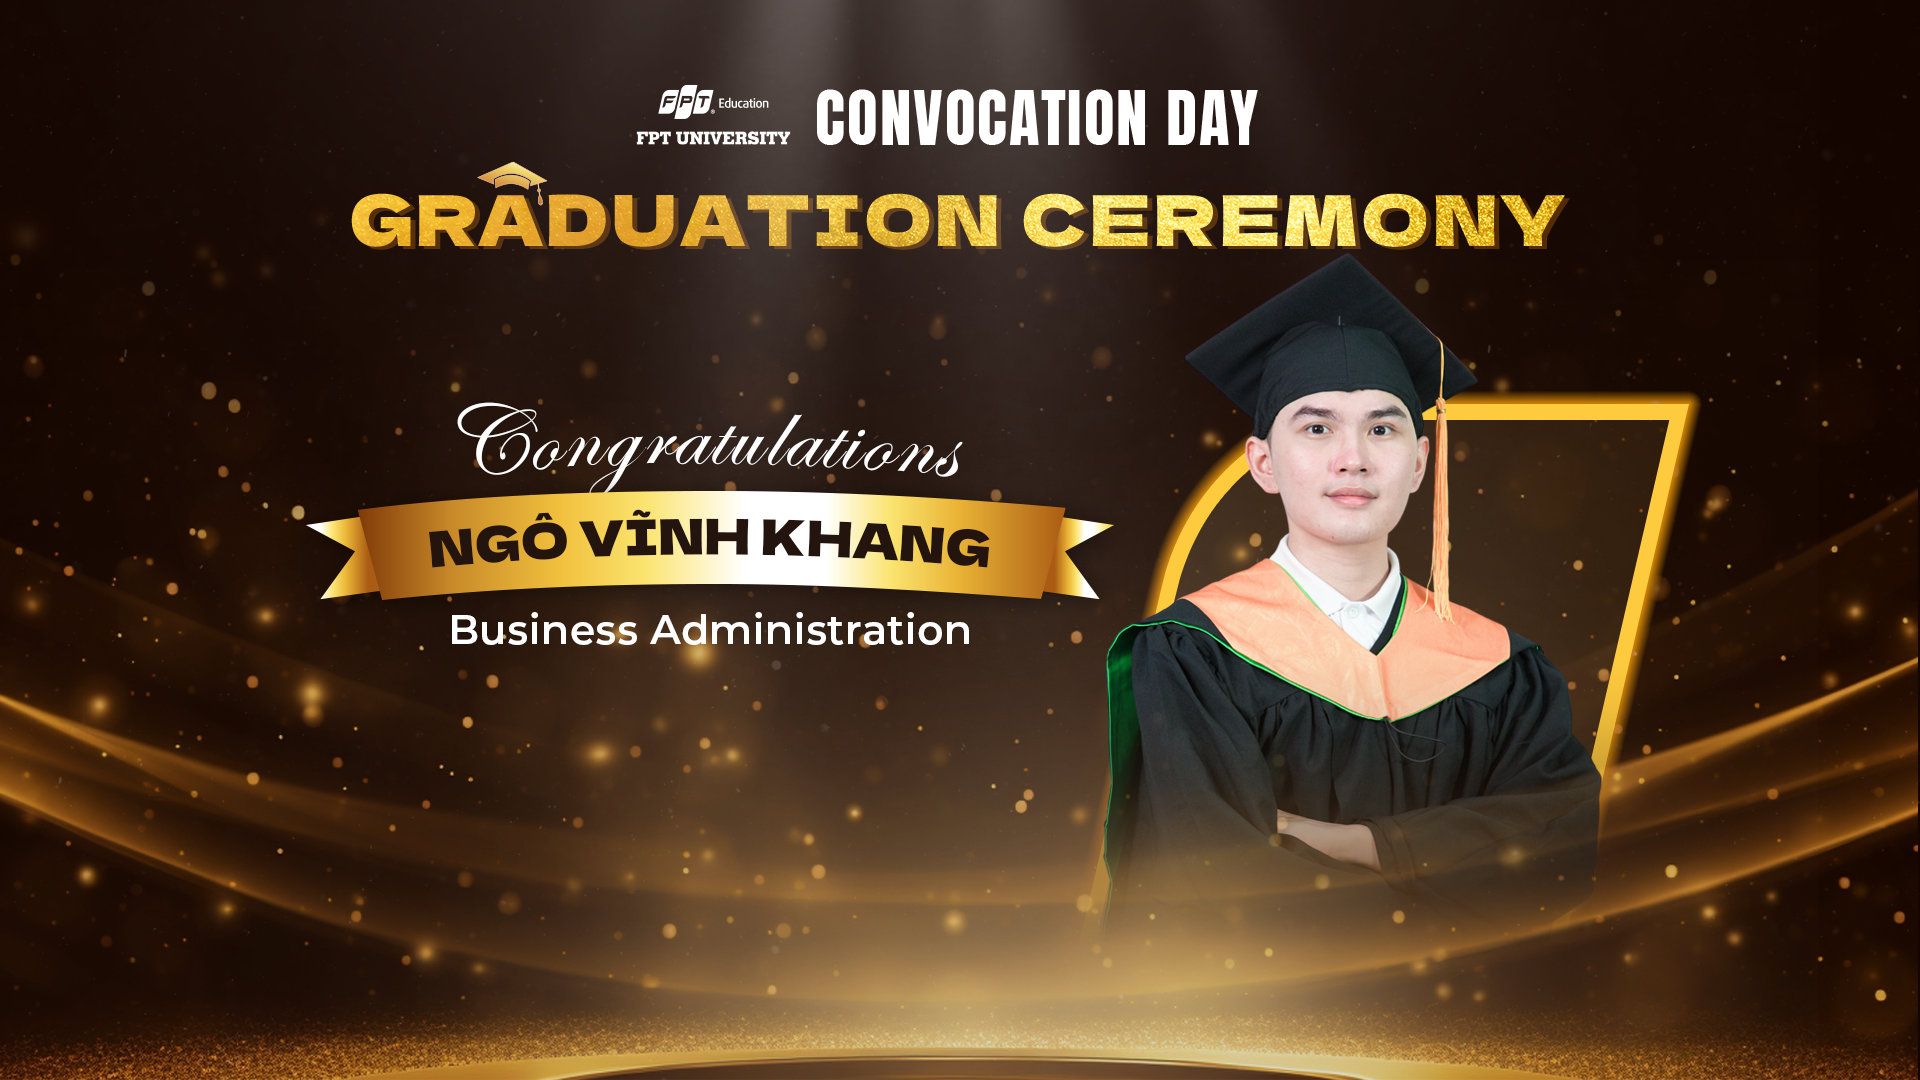 FPT Education
FPT UNIVERSITY
CONVOCATION DAY
GRADUATION CEREMONY
Congratulations
NGÔ VĨNH KHANG
Business Administration